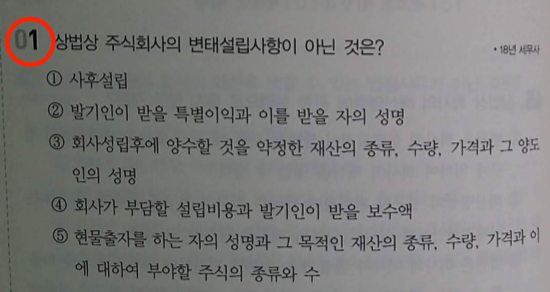 01 상법상 주식회사의 변태설립사항이 아닌 것은? •18년 세무사
① 사후설립
② 발기인이 받을 특별이익과 이를 받을 자의 성명
③ 회사성립후에 양수할 것을 약정한 재산의 종류, 수량, 가격과 그 양도
인의 성명
④ 회사가 부담할 설립비용과 발기인이 받을 보수액
⑤ 현물출자를 하는 자의 성명과 그 목적인 재산의 종류, 수량, 가격과 이
에 대하여 부여할 주식의 종류와 수